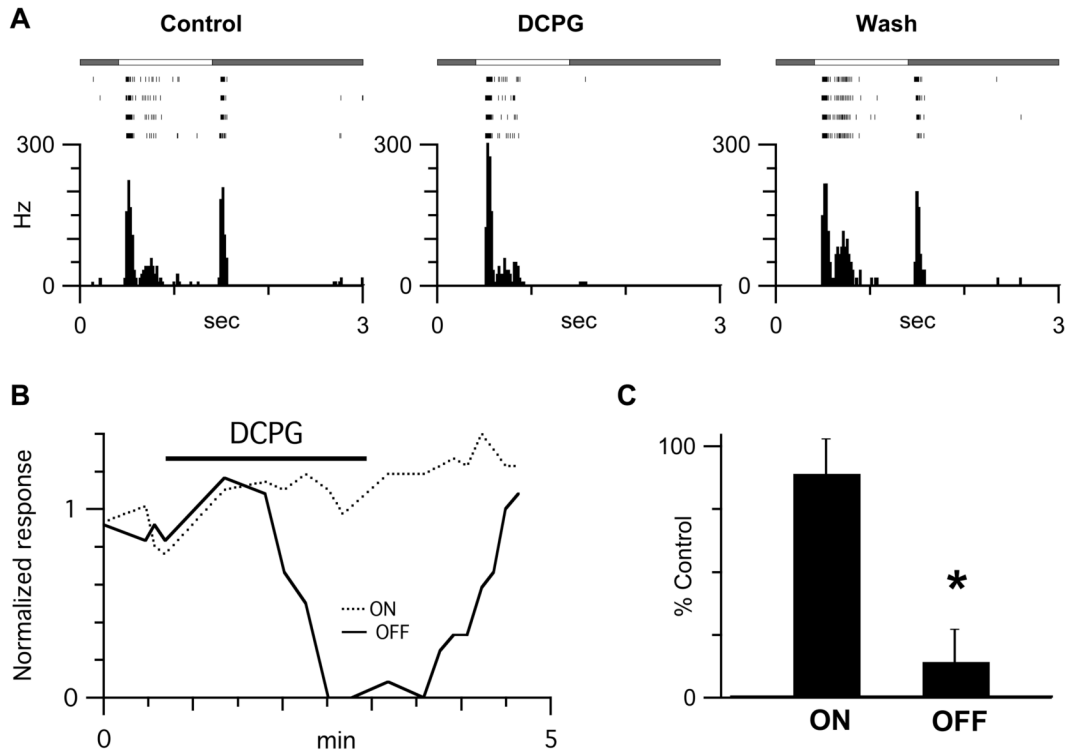 A
Control
DCPG
Wash
300
300
300
Hz
0
0
0
0
sec
3
0
sec
3
0
sec
3
B
DCPG
Normalized response
1
ON
OFF
0
0
min
5
C
100
% Control
*
0
ON
OFF